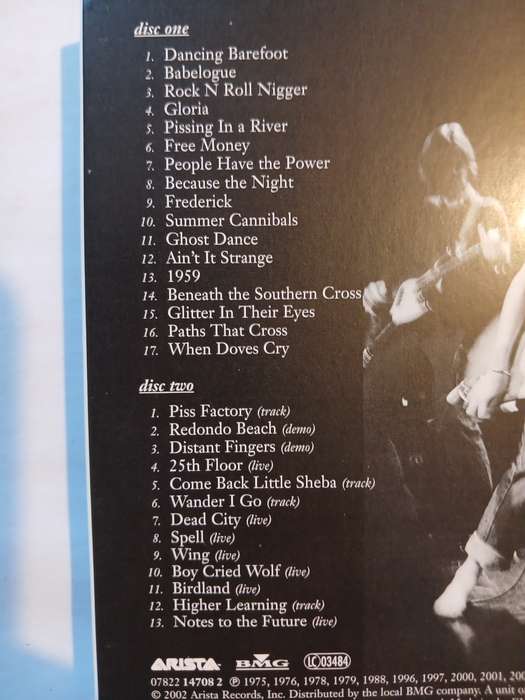 disc one
1. Dancing Barefoot
2. Babelogue
3. Rock N Roll Nigger
4. Gloria
5. Pissing In a River
6. Free Money
7. People Have the Power
8. Because the Night
9. Frederick
10. Summer Cannibals
11. Ghost Dance
12. Ain't It Strange
13. 1959
14. Beneath the Southern Cross
15. Glitter In Their Eyes
16. Paths That Cross
17. When Doves Cry
disc two
1. Piss Factory (track)
2. Redondo Beach (demo)
3. Distant Fingers (demo)
4. 25th Floor (live)
5. Come Back Little Sheba (track)
6. Wander I Go (track)
7. Dead City (live)
8. Spell (live)
9. Wing (live)
10. Boy Cried Wolf (live)
11. Birdland (live)
12. Higher Learning (track)
13. Notes to the Future (live)
ARISTA BMG LC 03484
07822 14708 2 ℗ 1975, 1976, 1978, 1979, 1988, 1996, 1997, 2000, 2001,
© 2002 Arista Records, Inc. Distributed by the local BMG company. A unit of